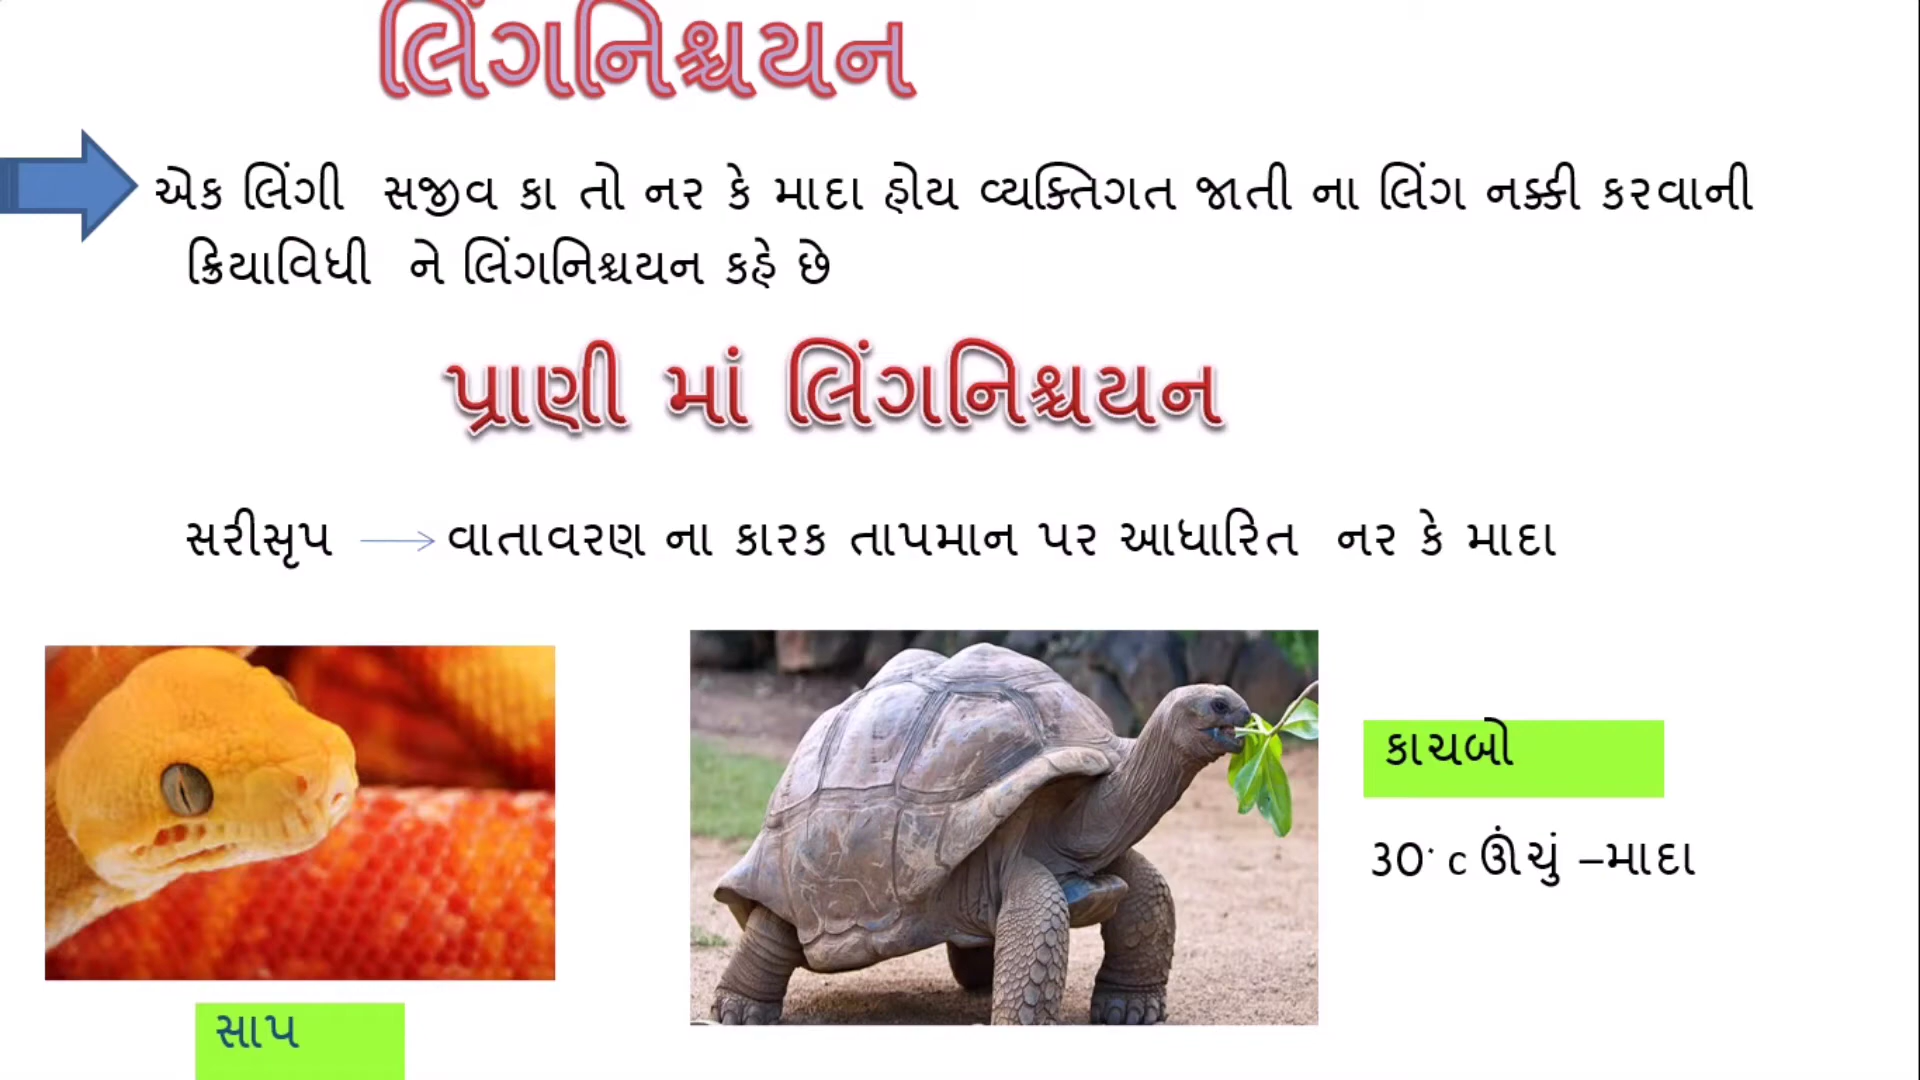 લિંગનિશ્ચયન
એક લિંગી સજીવ કા તો નર કે માદા હોય વ્યક્તિગત જાતી ના લિંગ નક્કી કરવાની
ક્રિયાવિધી ને લિંગનિશ્ચયન કહે છે
પ્રાણી માં લિંગનિશ્ચયન
સરીસૃપ → વાતાવરણ ના કારક તાપમાન પર આધારિત નર કે માદા
કાચબો
૩૦˙ c ઊંચું –માદા
સાપ